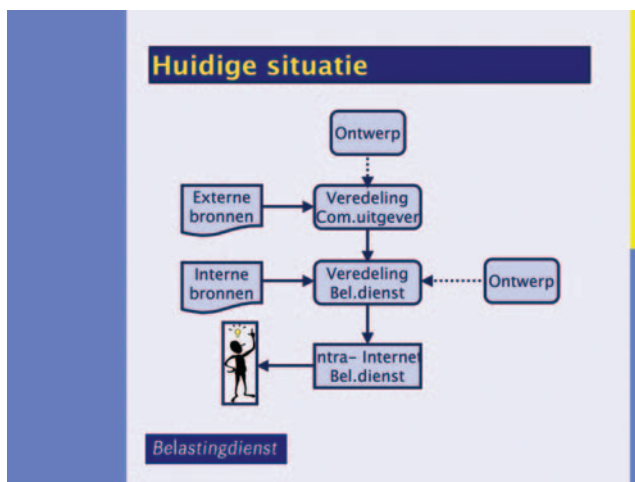 Huidige situatie
Ontwerp
Externe
bronnen
Veredeling
Com.uitgever
Interne
bronnen
Veredeling
Bel.dienst
Ontwerp
ntra- Internet
Bel.dienst
Belastingdienst